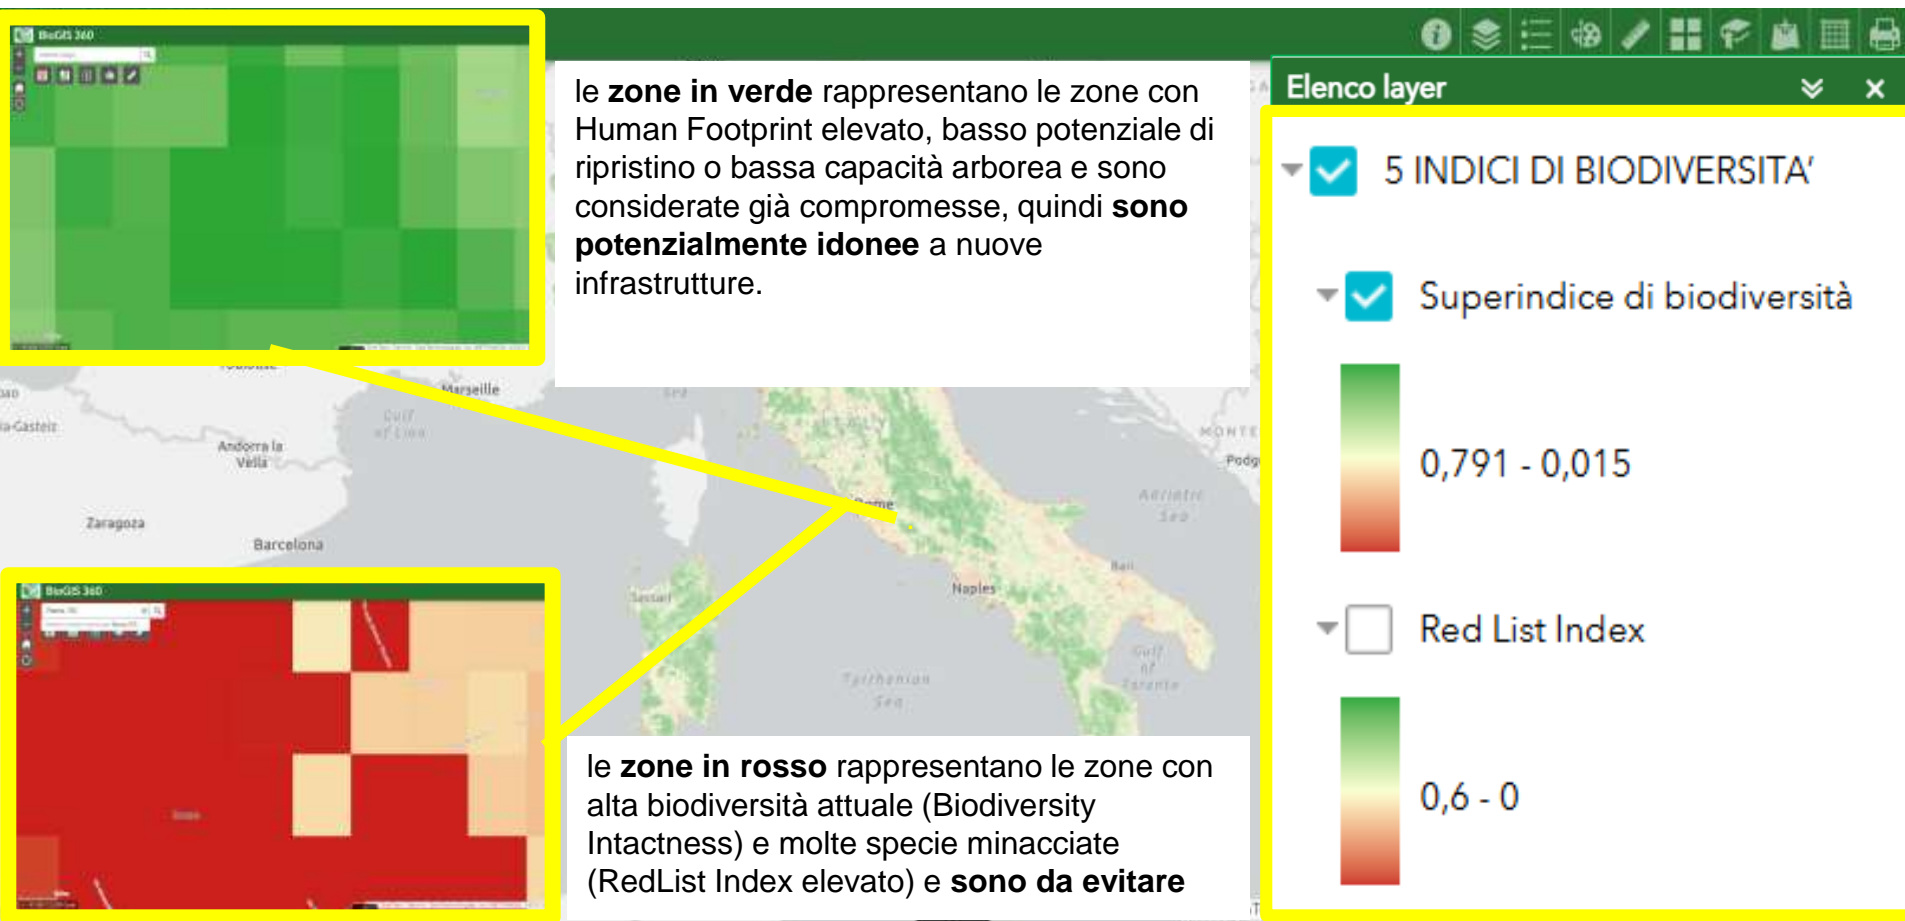 BioGIS 360
le zone in verde rappresentano le zone con
Human Footprint elevato, basso potenziale di
ripristino o bassa capacità arborea e sono
considerate già compromesse, quindi sono
potenzialmente idonee a nuove
infrastrutture.
Elenco layer
5 INDICI DI BIODIVERSITA'
Superindice di biodiversità
0,791 - 0,015
Red List Index
0,6 - 0
Marseille
Gulf
of Lion
Andorra la
Vella
Zaragoza
Barcelona
ITALY
Rome
Adriatic
Sea
Bari
Naples
Sassari
Tyrrhenian
Sea
Gulf
of
Taranto
BioGIS 360
le zone in rosso rappresentano le zone con
alta biodiversità attuale (Biodiversity
Intactness) e molte specie minacciate
(RedList Index elevato) e sono da evitare